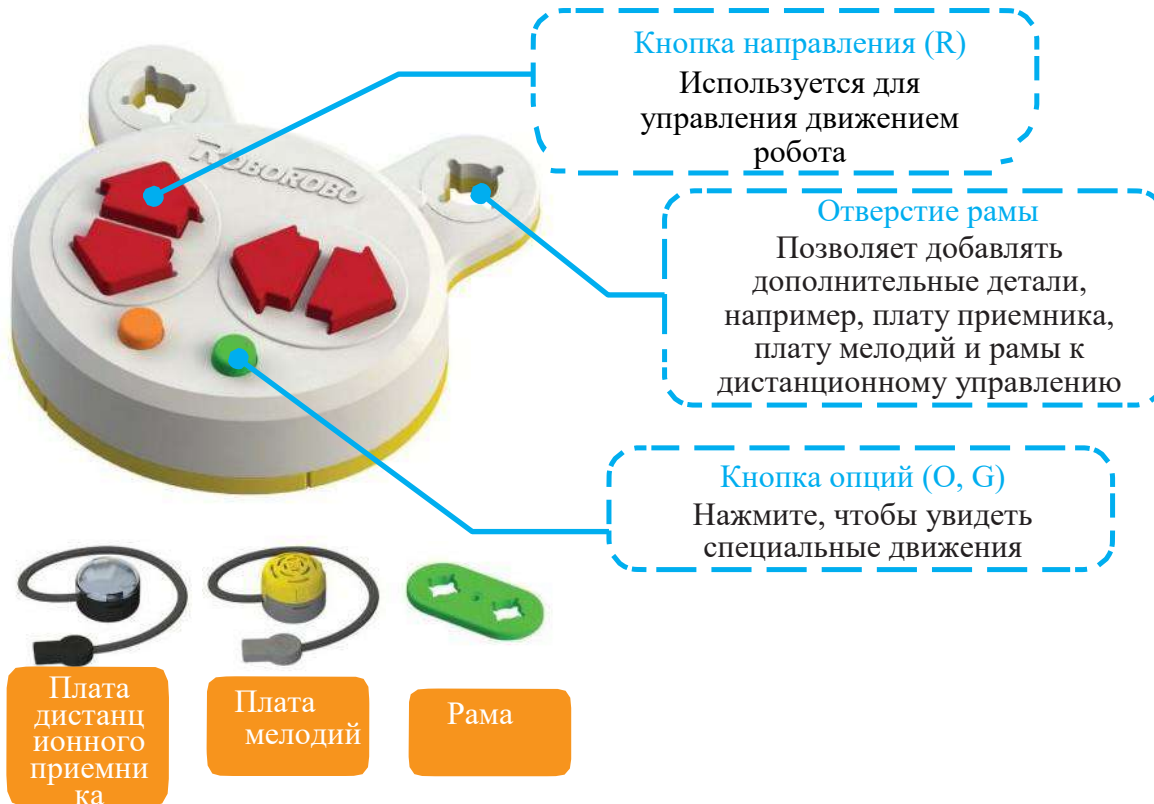 Кнопка направления (R)
Используется для
управления движением
робота
ROBOROBO
Отверстие рамы
Позволяет добавлять
дополнительные детали,
например, плату приемника,
плату мелодий и рамы к
дистанционному управлению
Кнопка опций (O, G)
Нажмите, чтобы увидеть
специальные движения
Плата
дистанц
ионного
приемни
ка
Плата
мелодий
Рама